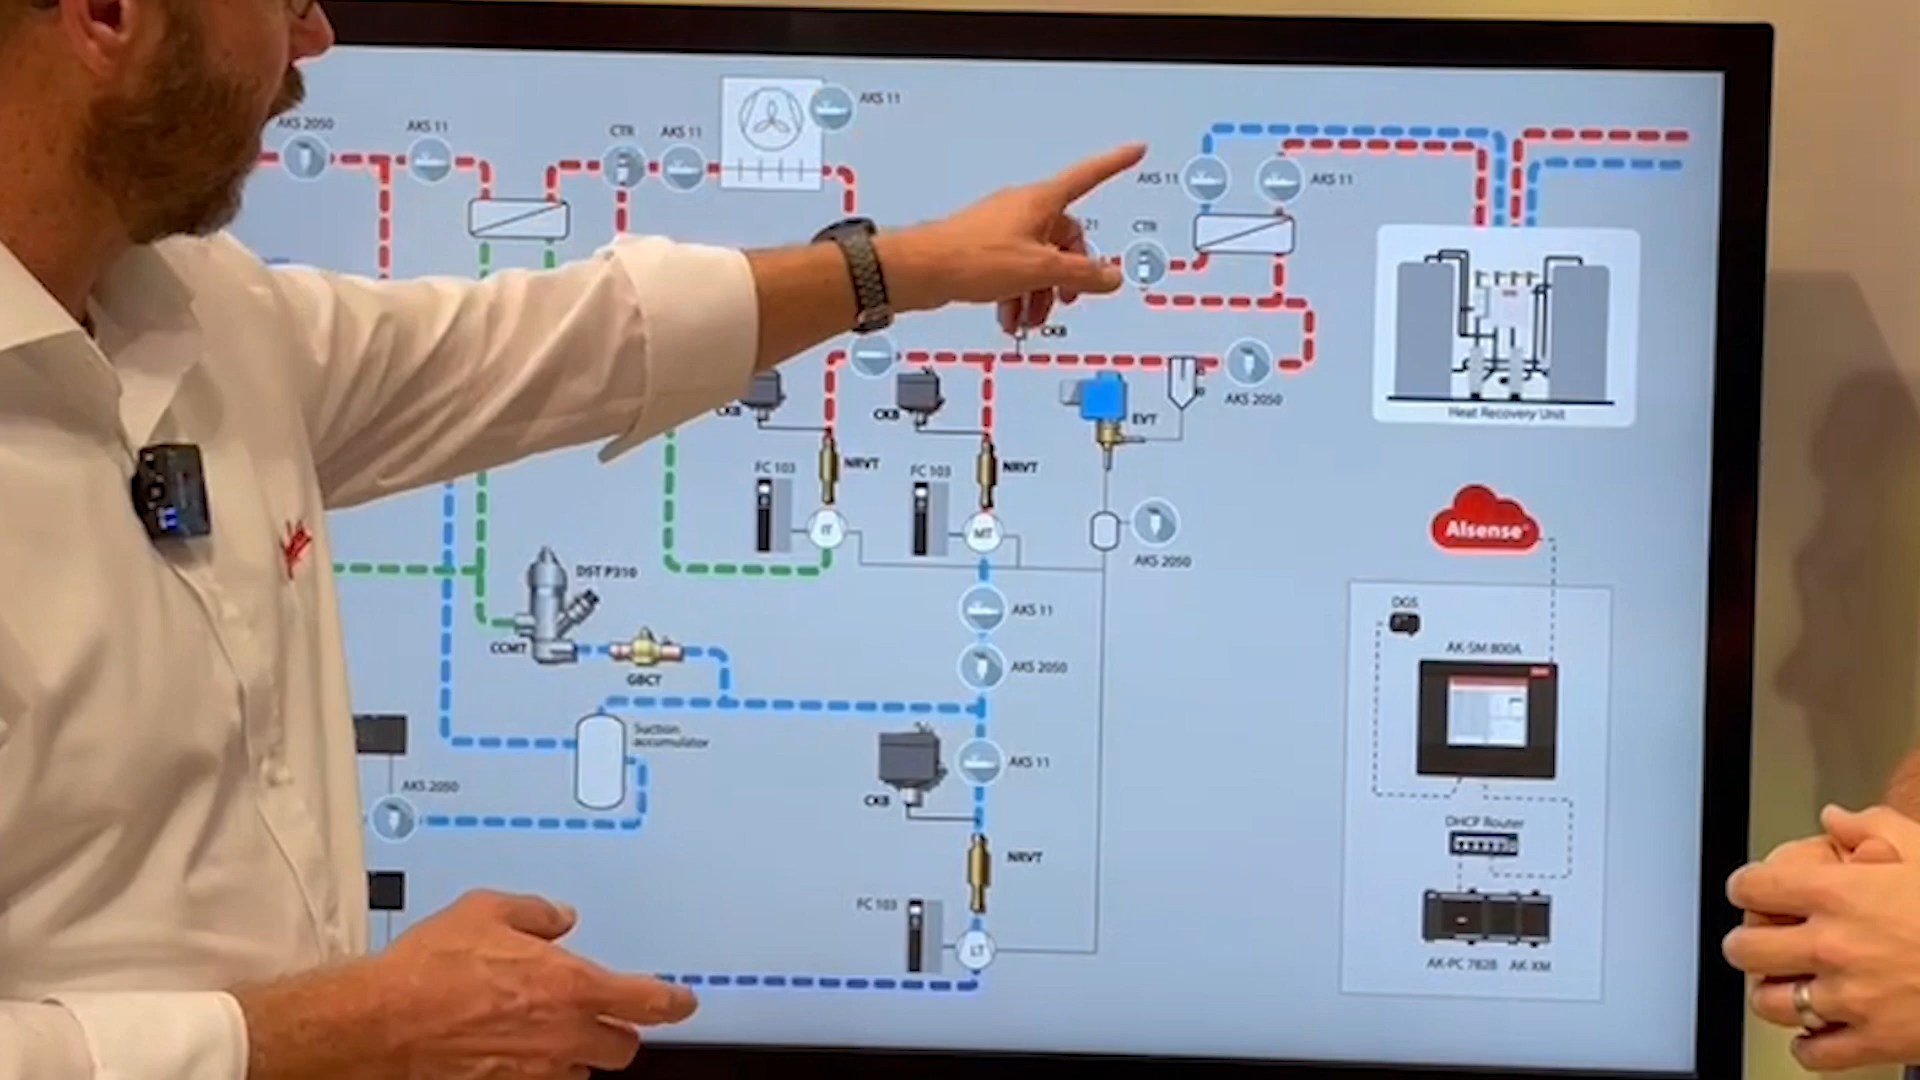 AKS 2050
AKS 11
CTR
AKS 11
AKS 11
AKS 11
AKS 11
21
CTR
CKB
AKS 2050
CKB
CKB
EVT
Heat Recovery Unit
FC 103
NRVT
FC 103
NRVT
IT
MT
Alsense
AKS 2050
DST P310
AKS 11
DGS
CCMT
GBCT
AKS 2050
AK-SM 800A
Suction
accumulator
AKS 11
AKS 2050
CKB
DHCP Router
NRVT
FC 103
LT
AK-PC 782B
AK-XM